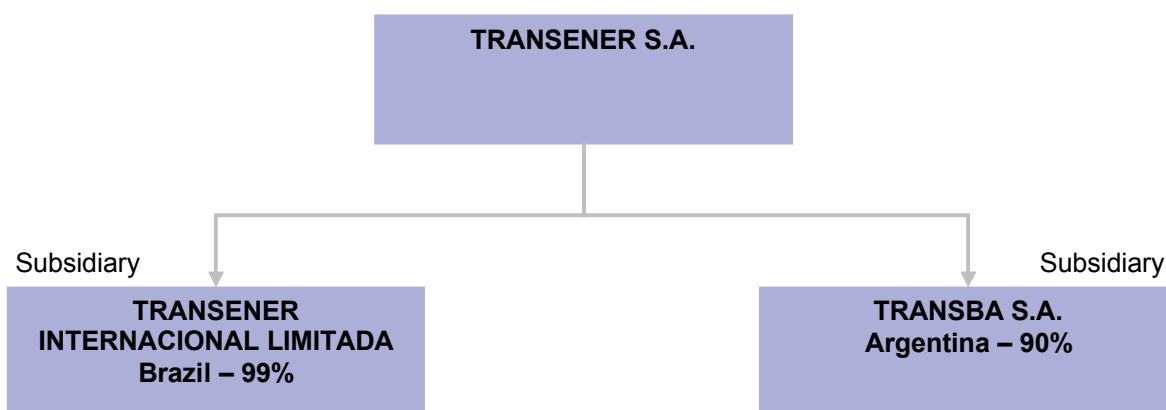 TRANSENER S.A.
Subsidiary
Subsidiary
TRANSENER
INTERNACIONAL LIMITADA
Brazil – 99%
TRANSBA S.A.
Argentina – 90%